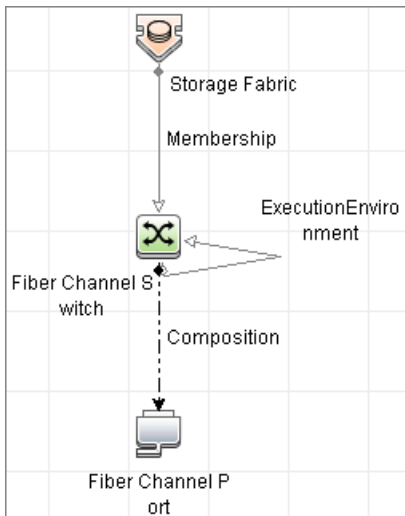 Storage Fabric
Membership
ExecutionEnviro
nment
Fiber Channel S
witch
Composition
Fiber Channel P
ort